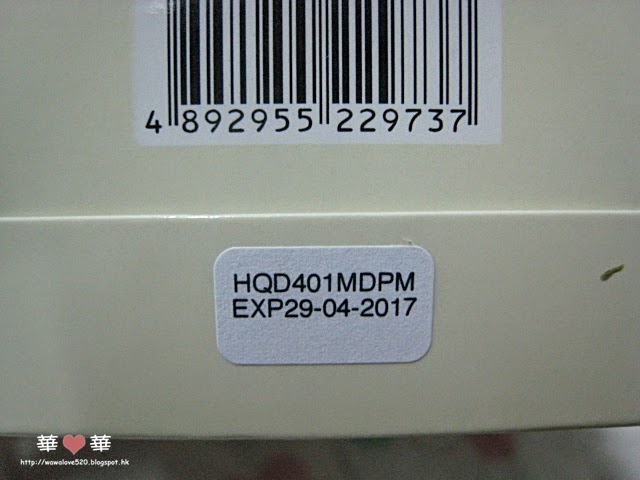 4 892955 229737
HQD401MDPM
EXP29-04-2017
華❤華
http://wawalove520.blogspot.hk